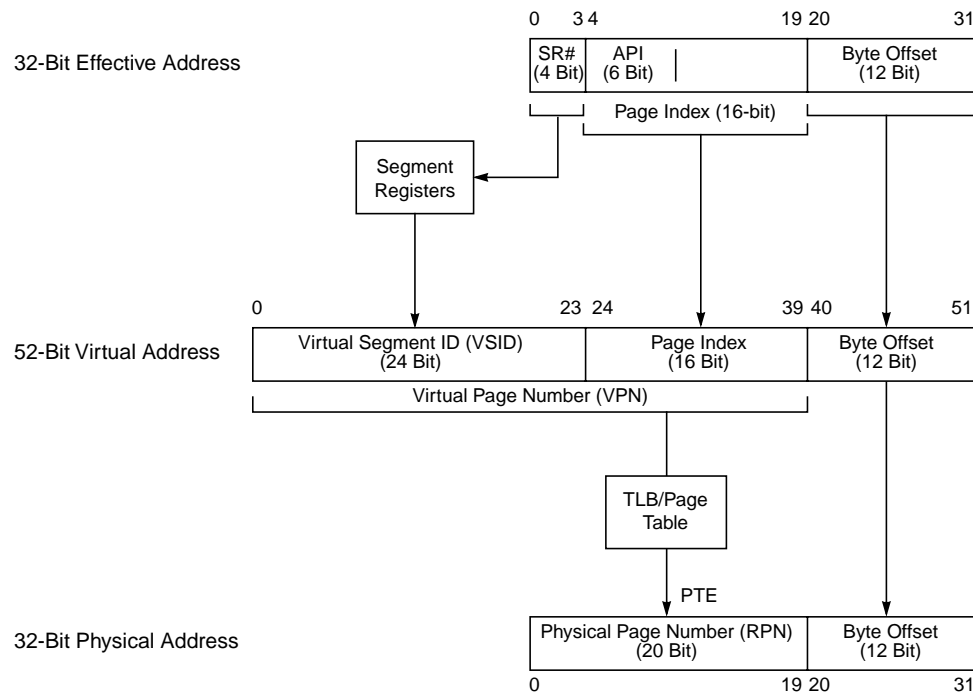 0 3 4 19 20 31
32-Bit Effective Address
SR#
(4 Bit)
API
(6 Bit)
Byte Offset
(12 Bit)
Page Index (16-bit)
Segment
Registers
0 23 24 39 40 51
52-Bit Virtual Address
Virtual Segment ID (VSID)
(24 Bit)
Page Index
(16 Bit)
Byte Offset
(12 Bit)
Virtual Page Number (VPN)
TLB/Page
Table
PTE
32-Bit Physical Address
Physical Page Number (RPN)
(20 Bit)
Byte Offset
(12 Bit)
0 19 20 31